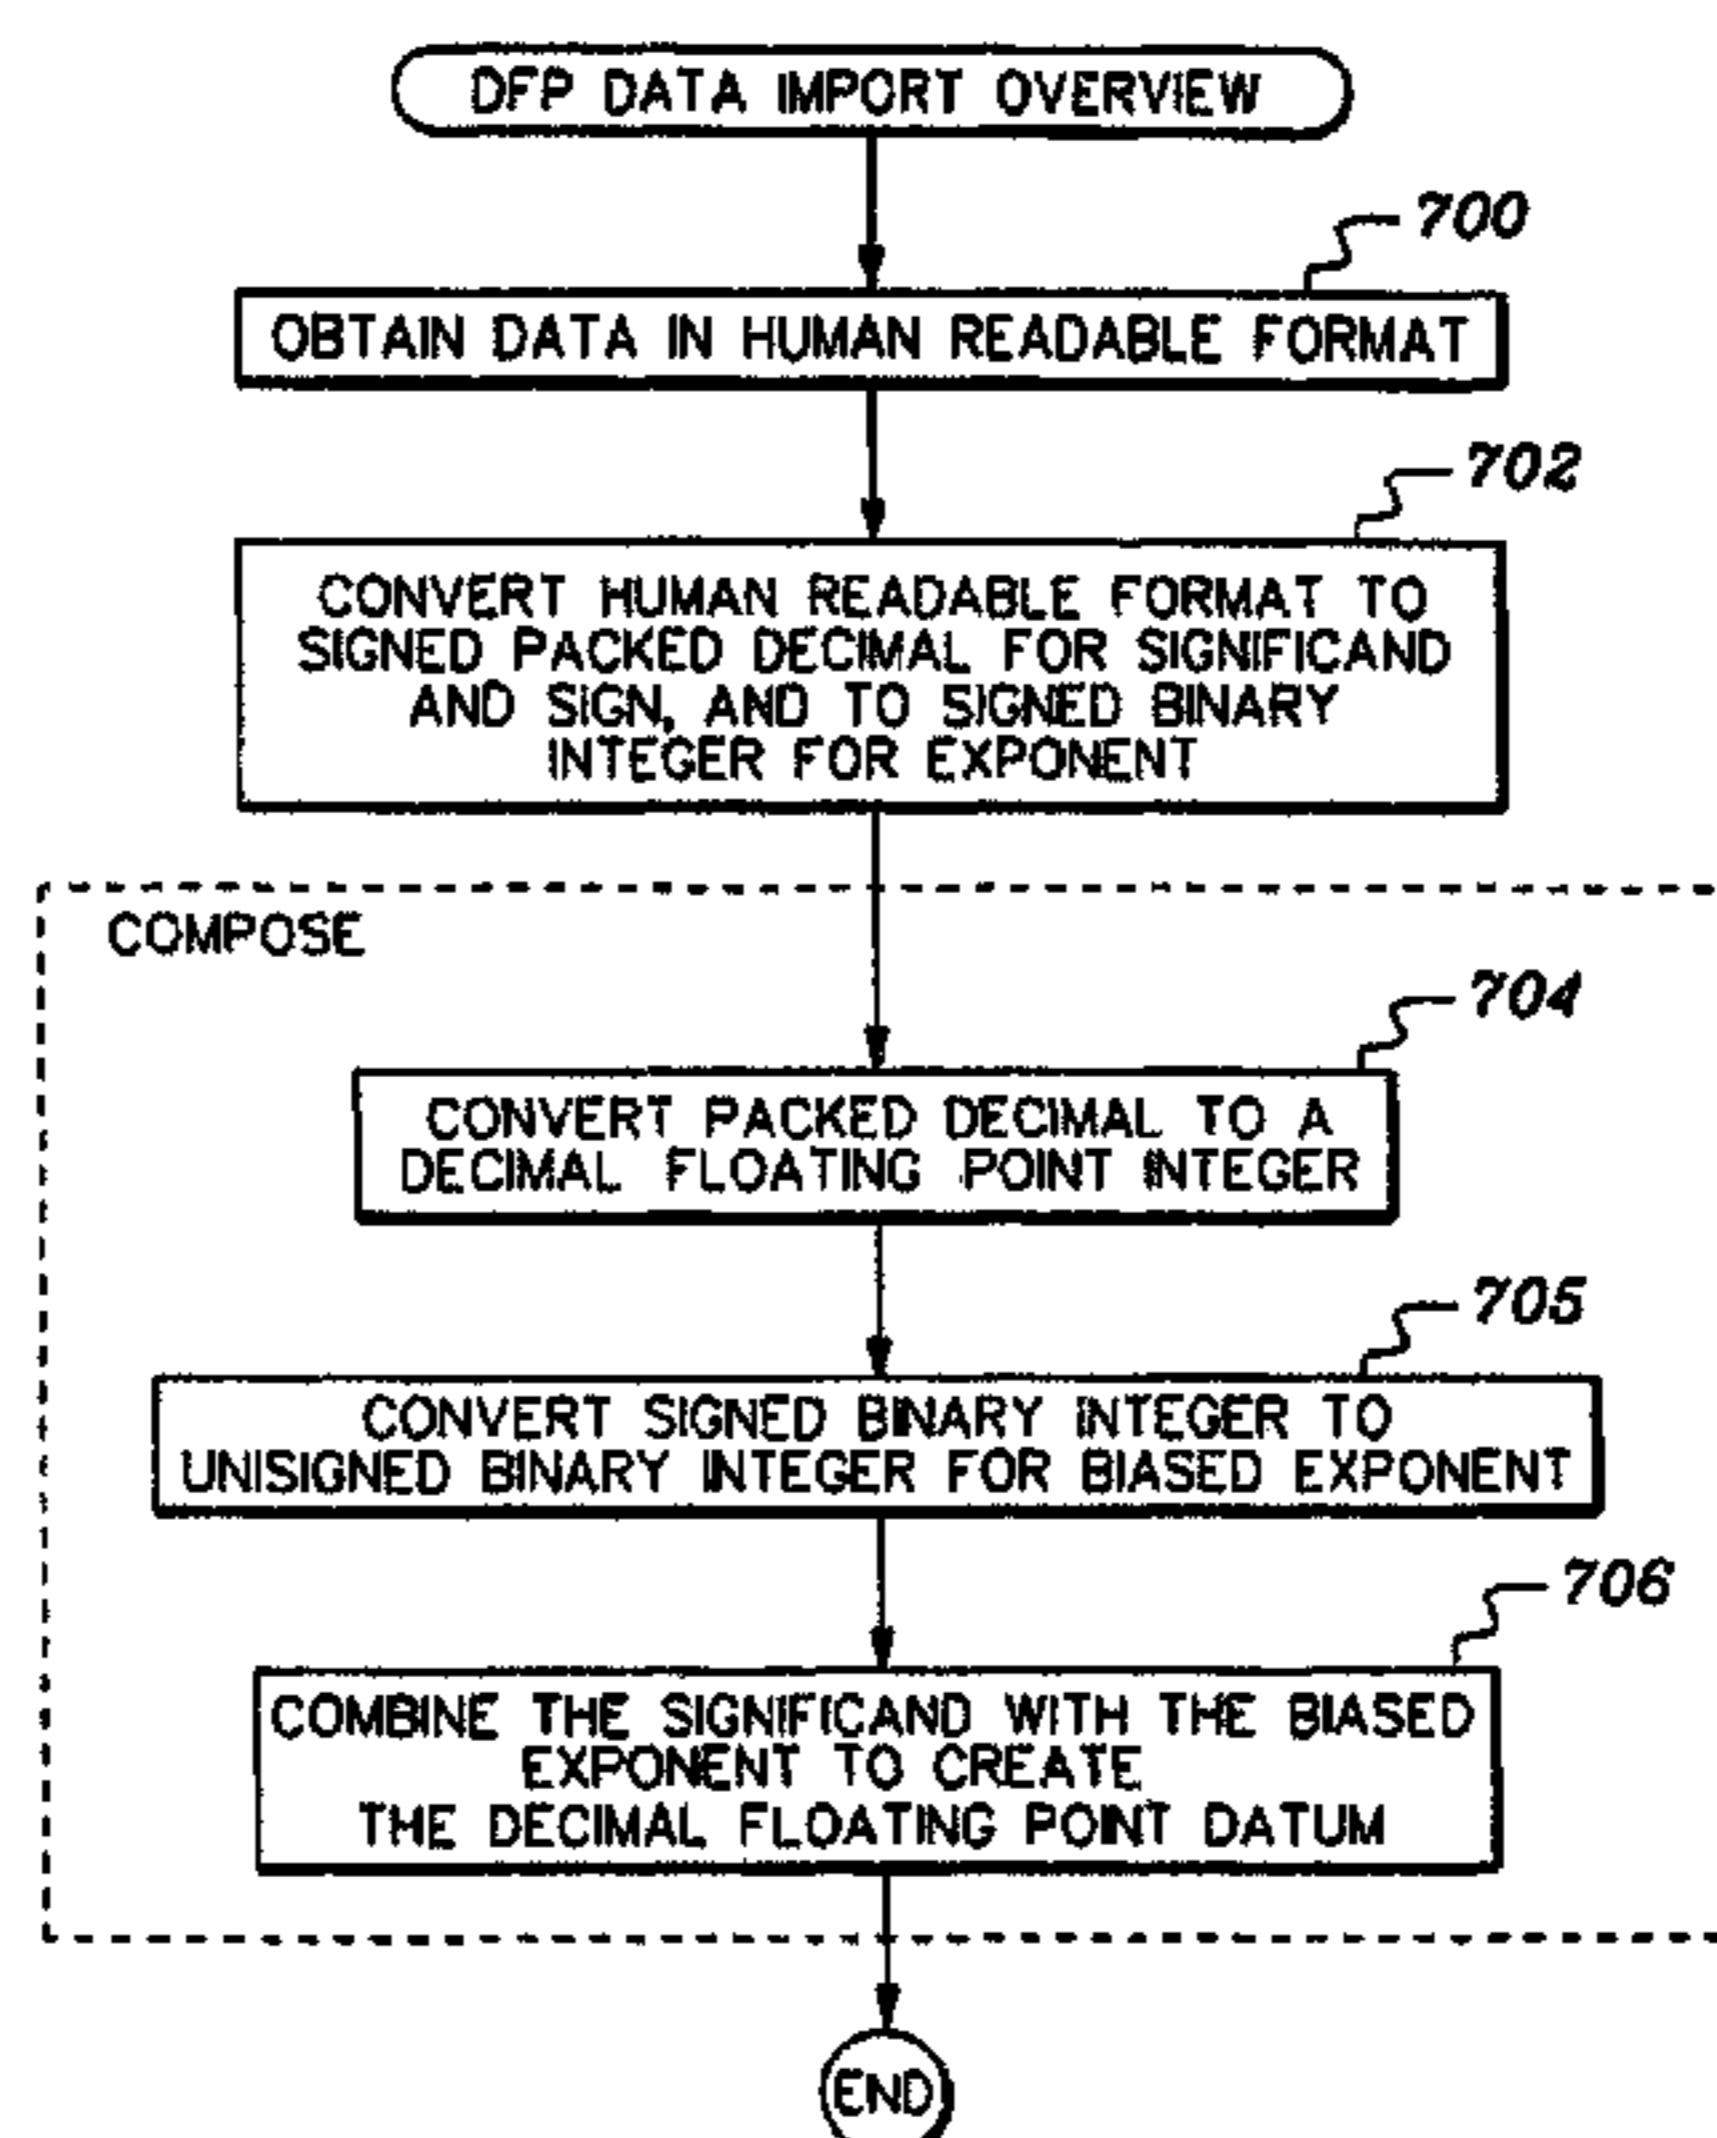 DFP DATA IMPORT OVERVIEW
700
OBTAIN DATA IN HUMAN READABLE FORMAT
702
CONVERT HUMAN READABLE FORMAT TO
SIGNED PACKED DECIMAL FOR SIGNIFICAND
AND SIGN, AND TO SIGNED BINARY
INTEGER FOR EXPONENT
COMPOSE
704
CONVERT PACKED DECIMAL TO A
DECIMAL FLOATING POINT INTEGER
705
CONVERT SIGNED BINARY INTEGER TO
UNISIGNED BINARY INTEGER FOR BIASED EXPONENT
706
COMBINE THE SIGNIFICAND WITH THE BIASED
EXPONENT TO CREATE
THE DECIMAL FLOATING POINT DATUM
END